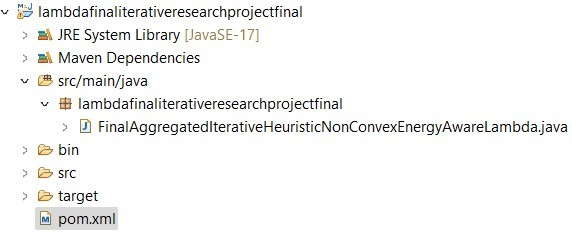 lambdafinaliterativeresearchprojectfinal
JRE System Library [JavaSE-17]
Maven Dependencies
src/main/java
lambdafinaliterativeresearchprojectfinal
FinalAggregatedIterativeHeuristicNonConvexEnergyAwareLambda.java
bin
src
target
pom.xml